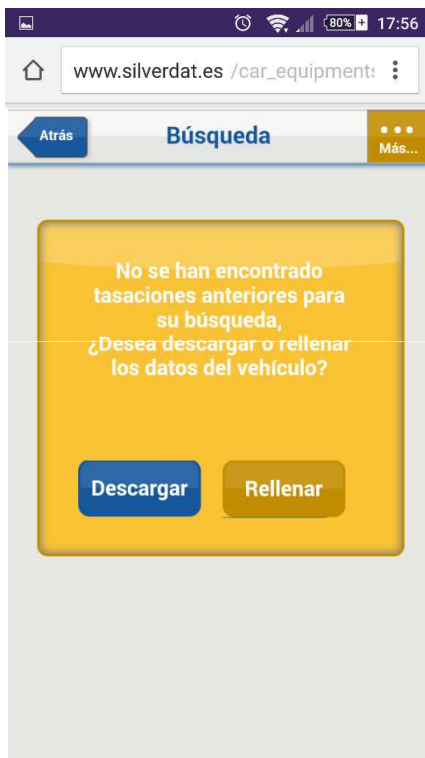 80% 17:56
www.silverdat.es /car_equipments
Atrás
Búsqueda
Más...
No se han encontrado
tasaciones anteriores para
su búsqueda,
¿Desea descargar o rellenar
los datos del vehículo?
Descargar
Rellenar